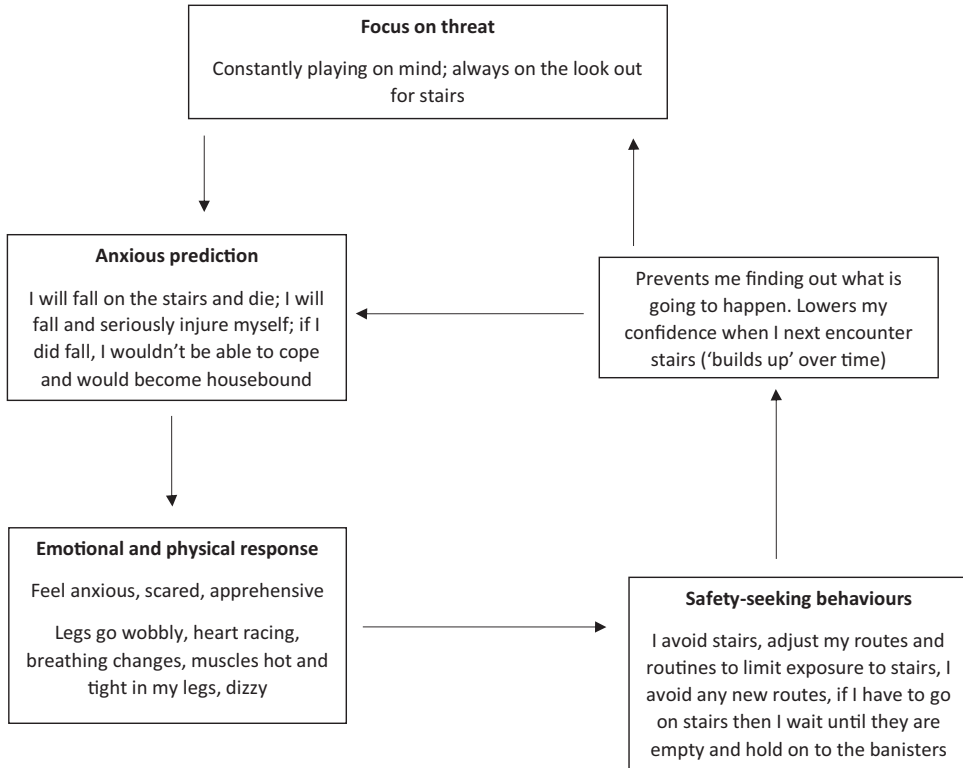 Focus on threat
Constantly playing on mind; always on the look out
for stairs
Anxious prediction
I will fall on the stairs and die; I will
fall and seriously injure myself; if I
did fall, I wouldn’t be able to cope
and would become housebound
Prevents me finding out what is
going to happen. Lowers my
confidence when I next encounter
stairs (‘builds up’ over time)
Emotional and physical response
Feel anxious, scared, apprehensive
Legs go wobbly, heart racing,
breathing changes, muscles hot and
tight in my legs, dizzy
Safety-seeking behaviours
I avoid stairs, adjust my routes and
routines to limit exposure to stairs, I
avoid any new routes, if I have to go
on stairs then I wait until they are
empty and hold on to the banisters